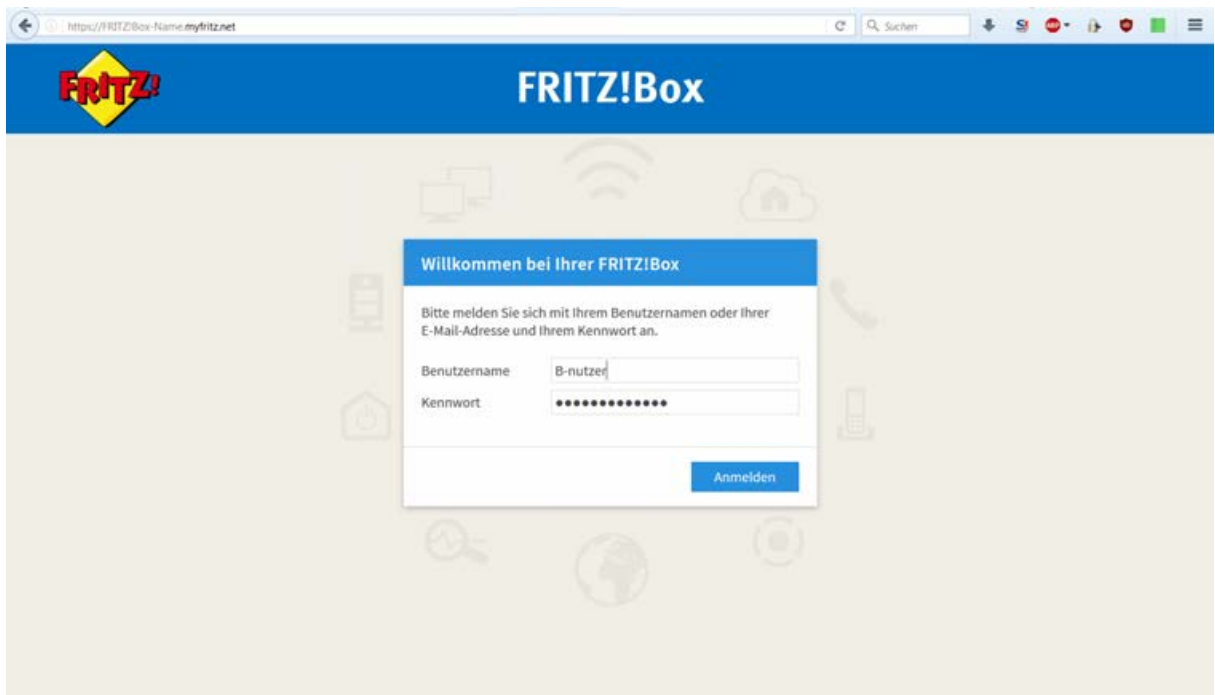 https://FRITZ!Box-Name.myfritz.net
Suchen
S
ABP
FRITZ!
FRITZ!Box
Willkommen bei Ihrer FRITZ!Box
Bitte melden Sie sich mit Ihrem Benutzernamen oder Ihrer
E-Mail-Adresse und Ihrem Kennwort an.
Benutzername B-nutzer
Kennwort •••••••••••••
Anmelden